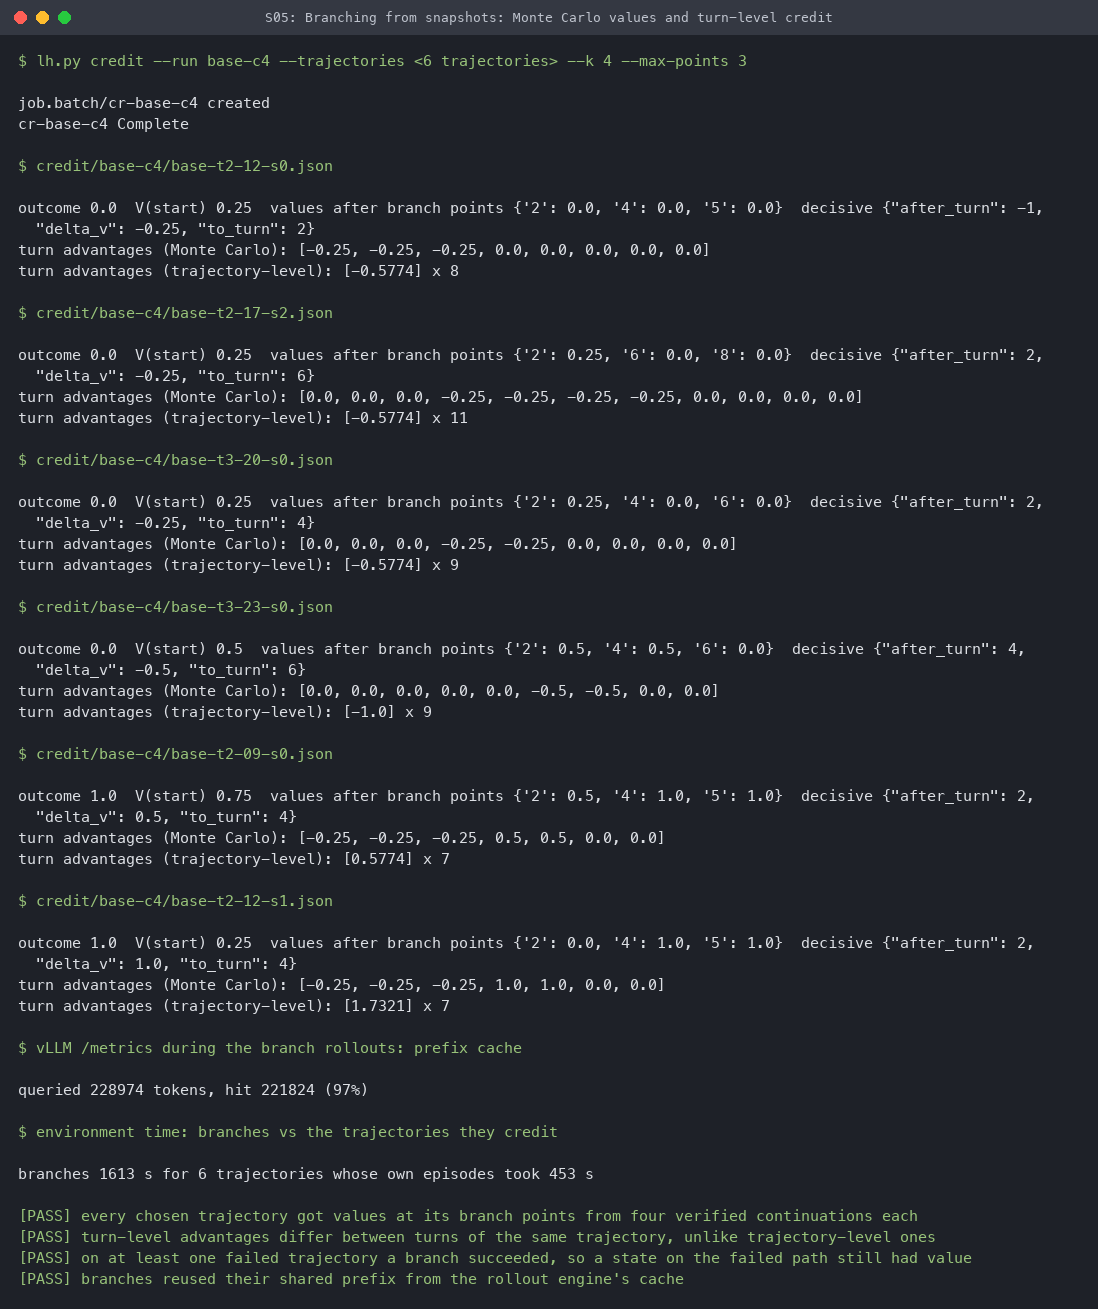 S05: Branching from snapshots: Monte Carlo values and turn-level credit
$ lh.py credit --run base-c4 --trajectories <6 trajectories> --k 4 --max-points 3
job.batch/cr-base-c4 created
cr-base-c4 Complete
$ credit/base-c4/base-t2-12-s0.json
outcome 0.0  V(start) 0.25  values after branch points {'2': 0.0, '4': 0.0, '5': 0.0}  decisive {"after_turn": -1,
"delta_v": -0.25, "to_turn": 2}
turn advantages (Monte Carlo): [-0.25, -0.25, -0.25, 0.0, 0.0, 0.0, 0.0, 0.0]
turn advantages (trajectory-level): [-0.5774] x 8
$ credit/base-c4/base-t2-17-s2.json
outcome 0.0  V(start) 0.25  values after branch points {'2': 0.25, '6': 0.0, '8': 0.0}  decisive {"after_turn": 2,
"delta_v": -0.25, "to_turn": 6}
turn advantages (Monte Carlo): [0.0, 0.0, 0.0, -0.25, -0.25, -0.25, -0.25, 0.0, 0.0, 0.0, 0.0]
turn advantages (trajectory-level): [-0.5774] x 11
$ credit/base-c4/base-t3-20-s0.json
outcome 0.0  V(start) 0.25  values after branch points {'2': 0.25, '4': 0.0, '6': 0.0}  decisive {"after_turn": 2,
"delta_v": -0.25, "to_turn": 4}
turn advantages (Monte Carlo): [0.0, 0.0, 0.0, -0.25, -0.25, 0.0, 0.0, 0.0, 0.0]
turn advantages (trajectory-level): [-0.5774] x 9
$ credit/base-c4/base-t3-23-s0.json
outcome 0.0  V(start) 0.5  values after branch points {'2': 0.5, '4': 0.5, '6': 0.0}  decisive {"after_turn": 4,
"delta_v": -0.5, "to_turn": 6}
turn advantages (Monte Carlo): [0.0, 0.0, 0.0, 0.0, 0.0, -0.5, -0.5, 0.0, 0.0]
turn advantages (trajectory-level): [-1.0] x 9
$ credit/base-c4/base-t2-09-s0.json
outcome 1.0  V(start) 0.75  values after branch points {'2': 0.5, '4': 1.0, '5': 1.0}  decisive {"after_turn": 2,
"delta_v": 0.5, "to_turn": 4}
turn advantages (Monte Carlo): [-0.25, -0.25, -0.25, 0.5, 0.5, 0.0, 0.0]
turn advantages (trajectory-level): [0.5774] x 7
$ credit/base-c4/base-t2-12-s1.json
outcome 1.0  V(start) 0.25  values after branch points {'2': 0.0, '4': 1.0, '5': 1.0}  decisive {"after_turn": 2,
"delta_v": 1.0, "to_turn": 4}
turn advantages (Monte Carlo): [-0.25, -0.25, -0.25, 1.0, 1.0, 0.0, 0.0]
turn advantages (trajectory-level): [1.7321] x 7
$ vLLM /metrics during the branch rollouts: prefix cache
queried 228974 tokens, hit 221824 (97%)
$ environment time: branches vs the trajectories they credit
branches 1613 s for 6 trajectories whose own episodes took 453 s
[PASS] every chosen trajectory got values at its branch points from four verified continuations each
[PASS] turn-level advantages differ between turns of the same trajectory, unlike trajectory-level ones
[PASS] on at least one failed trajectory a branch succeeded, so a state on the failed path still had value
[PASS] branches reused their shared prefix from the rollout engine's cache